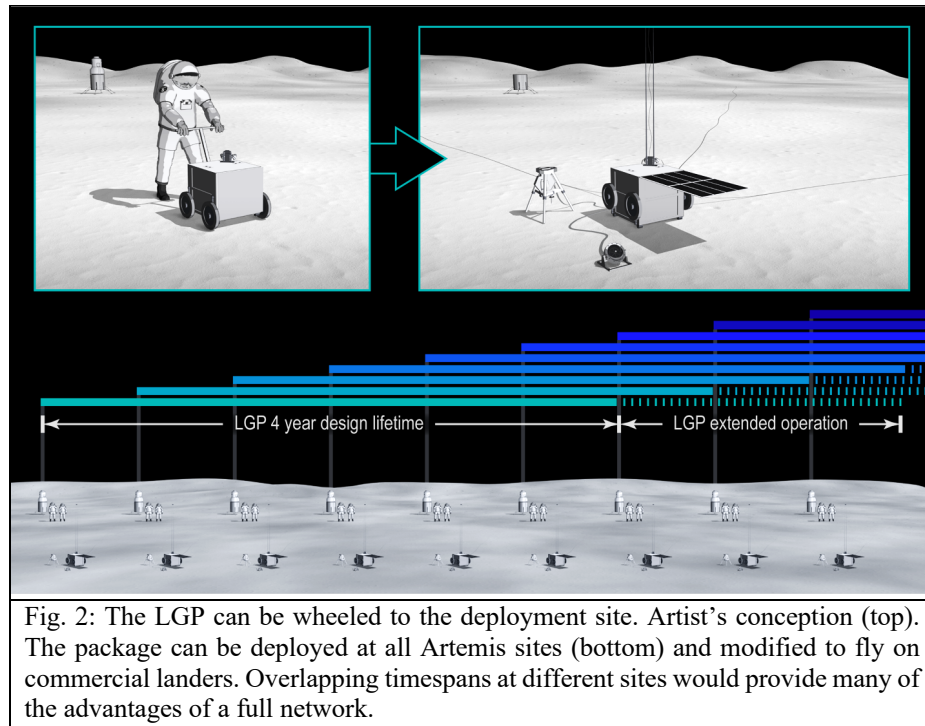 LGP 4 year design lifetime
LGP extended operation
Fig. 2: The LGP can be wheeled to the deployment site. Artist’s conception (top).
The package can be deployed at all Artemis sites (bottom) and modified to fly on
commercial landers. Overlapping timespans at different sites would provide many of
the advantages of a full network.